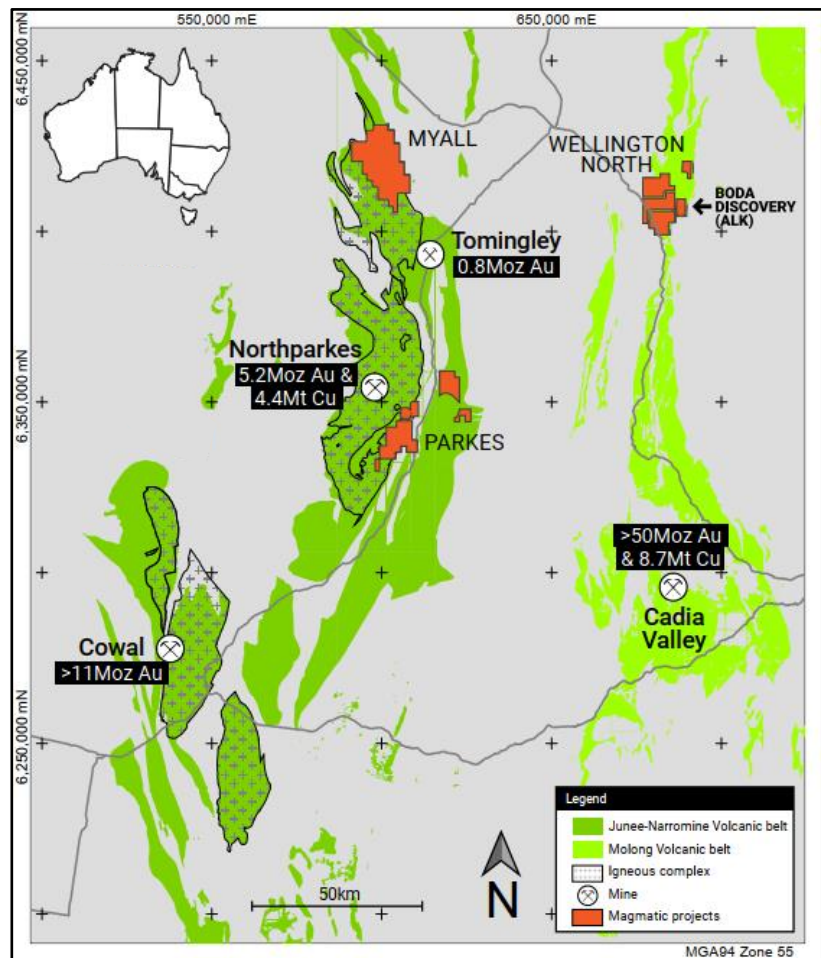 550,000 mE
650,000 mE
6,450,000 mN
MYALL
WELLINGTON
NORTH
BODA
DISCOVERY
(ALK)
Tomingley
0.8Moz Au
Northparkes
5.2Moz Au &
4.4Mt Cu
6,350,000 mN
PARKES
>50Moz Au
& 8.7Mt Cu
Cadia
Valley
Cowal
>11Moz Au
6,250,000 mN
Legend
Junee-Narromine Volcanic belt
Molong Volcanic belt
Igneous complex
Mine
Magmatic projects
N
50km
MGA94 Zone 55